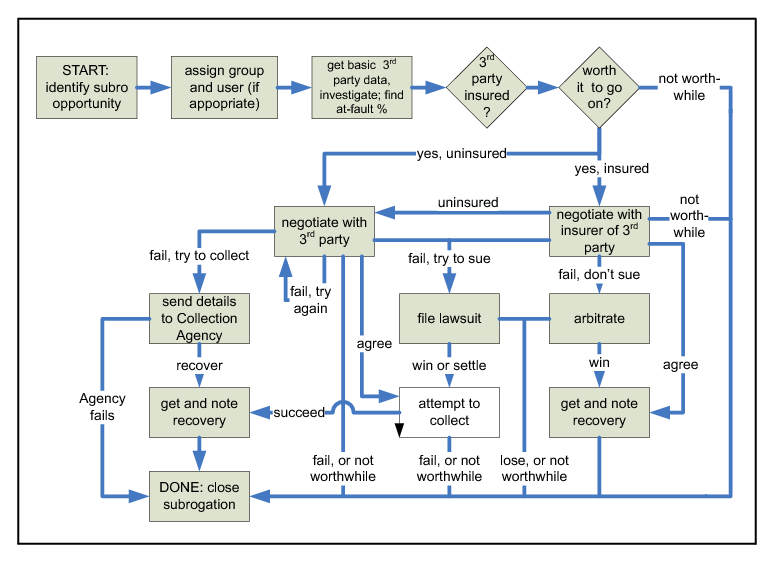 START:
identify subro
opportunity
assign group
and user (if
appopriate)
get basic 3rd
party data,
investigate; find
at-fault %
3rd
party
insured
?
worth
it to go
on?
not worth-
while
yes, uninsured
yes, insured
negotiate with
3rd party
uninsured
negotiate with
insurer of 3rd
party
not
worth-
while
fail, try to collect
fail, try
again
fail, try to sue
fail, don't sue
send details
to Collection
Agency
file lawsuit
arbitrate
agree
recover
win or settle
win
agree
Agency
fails
get and note
recovery
succeed
attempt to
collect
get and note
recovery
fail, or not
worthwhile
fail, or not
worthwhile
lose, or not
worthwhile
DONE: close
subrogation